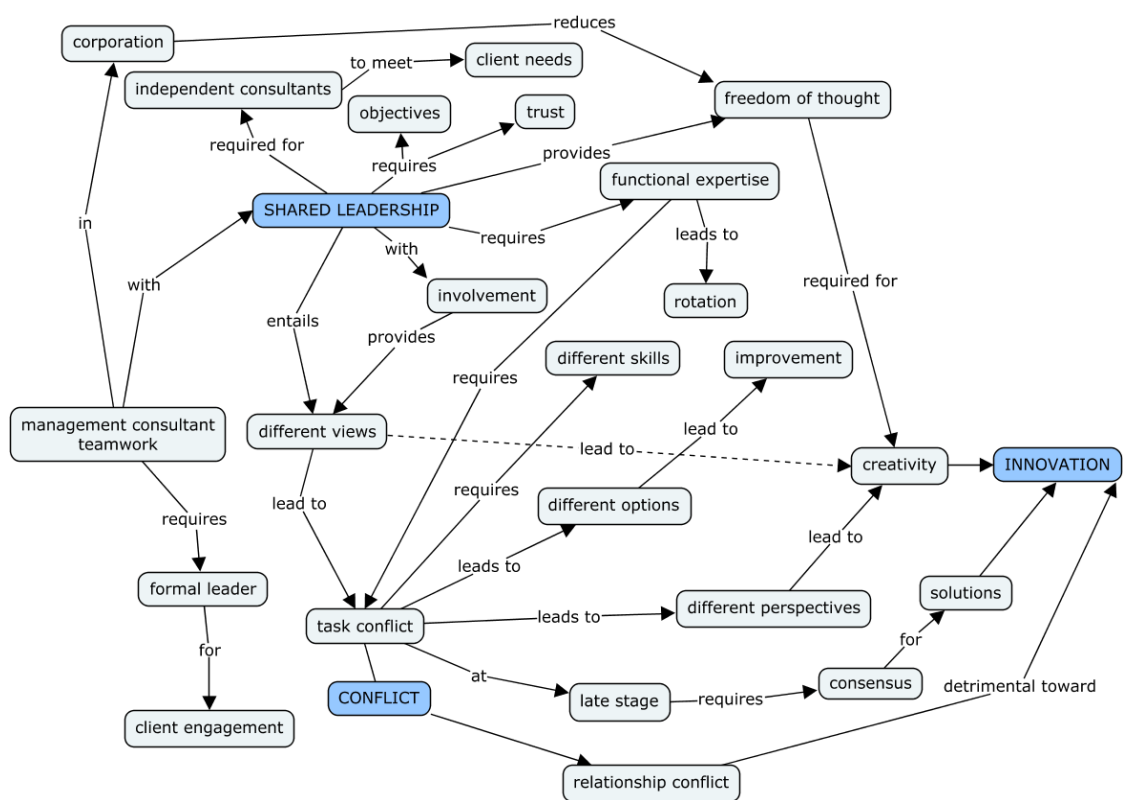 reduces
corporation
client needs
to meet
independent consultants
freedom of thought
objectives
trust
required for
provides
requires
functional expertise
SHARED LEADERSHIP
in
requires
leads to
with
with
required for
involvement
rotation
entails
provides
different skills
improvement
requires
management consultant
teamwork
different views
lead to
lead to
creativity
INNOVATION
requires
lead to
different options
requires
lead to
leads to
formal leader
solutions
different perspectives
leads to
task conflict
for
for
at
consensus
detrimental toward
CONFLICT
late stage
requires
client engagement
relationship conflict